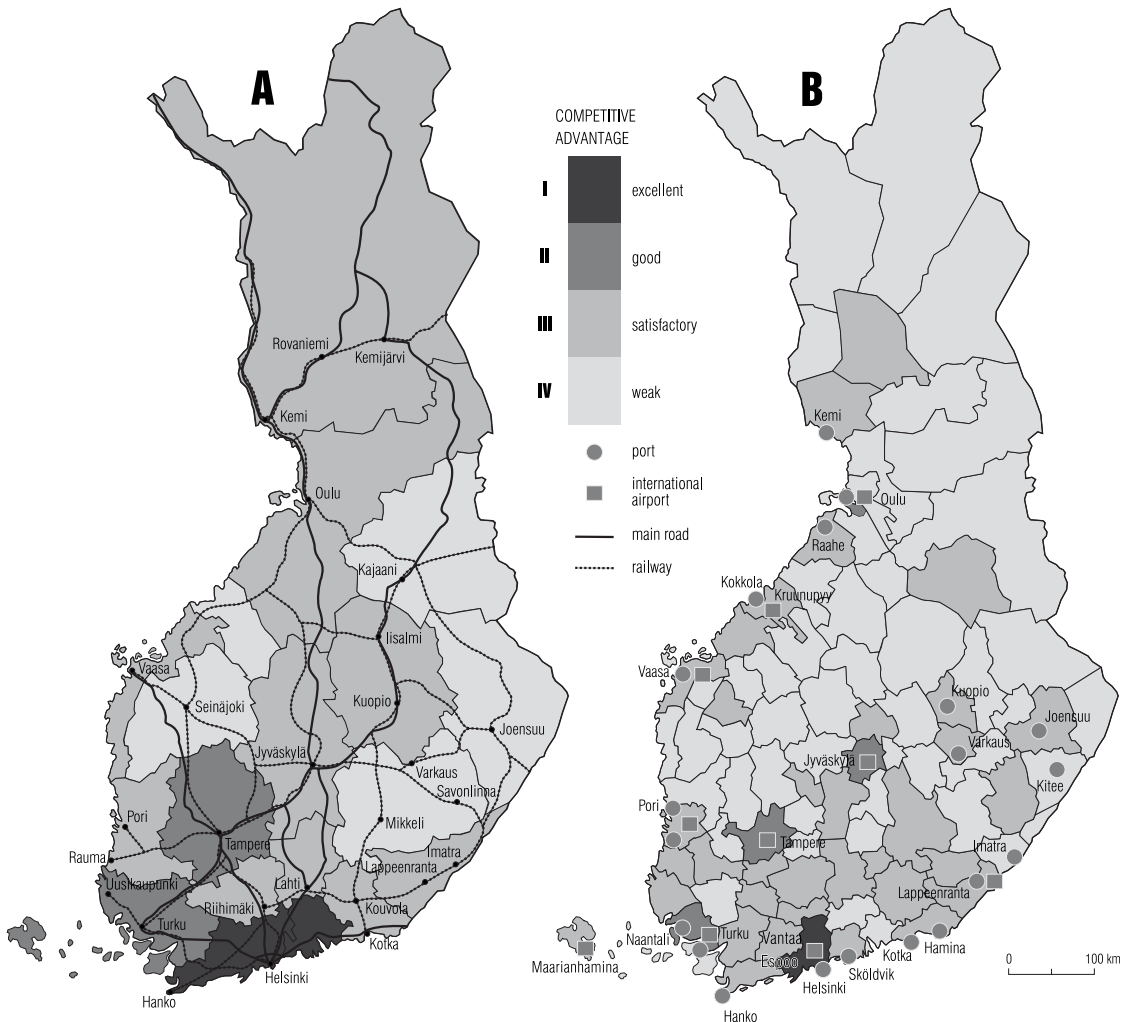 A
B
COMPETITIVE
ADVANTAGE
I
excellent
II
good
III
satisfactory
IV
weak
port
international
airport
main road
railway
Rovaniemi
Kemijärvi
Kemi
Oulu
Kajaani
Iisalmi
Vaasa
Seinäjoki
Kuopio
Joensuu
Jyväskylä
Varkaus
Savonlinna
Pori
Mikkeli
Tampere
Rauma
Imatra
Lappeenranta
Uusikaupunki
Lahti
Riihimäki
Kouvola
Turku
Kotka
Helsinki
Hanko
Kemi
Oulu
Raahe
Kokkola
Kruunupyy
Vaasa
Kuopio
Joensuu
Varkaus
Jyväskylä
Kitee
Pori
Tampere
Imatra
Lappeenranta
Naantali
Turku
Vantaa
Hamina
Kotka
Espoo
Sköldvik
Maarianhamina
Helsinki
Hanko
0
100 km